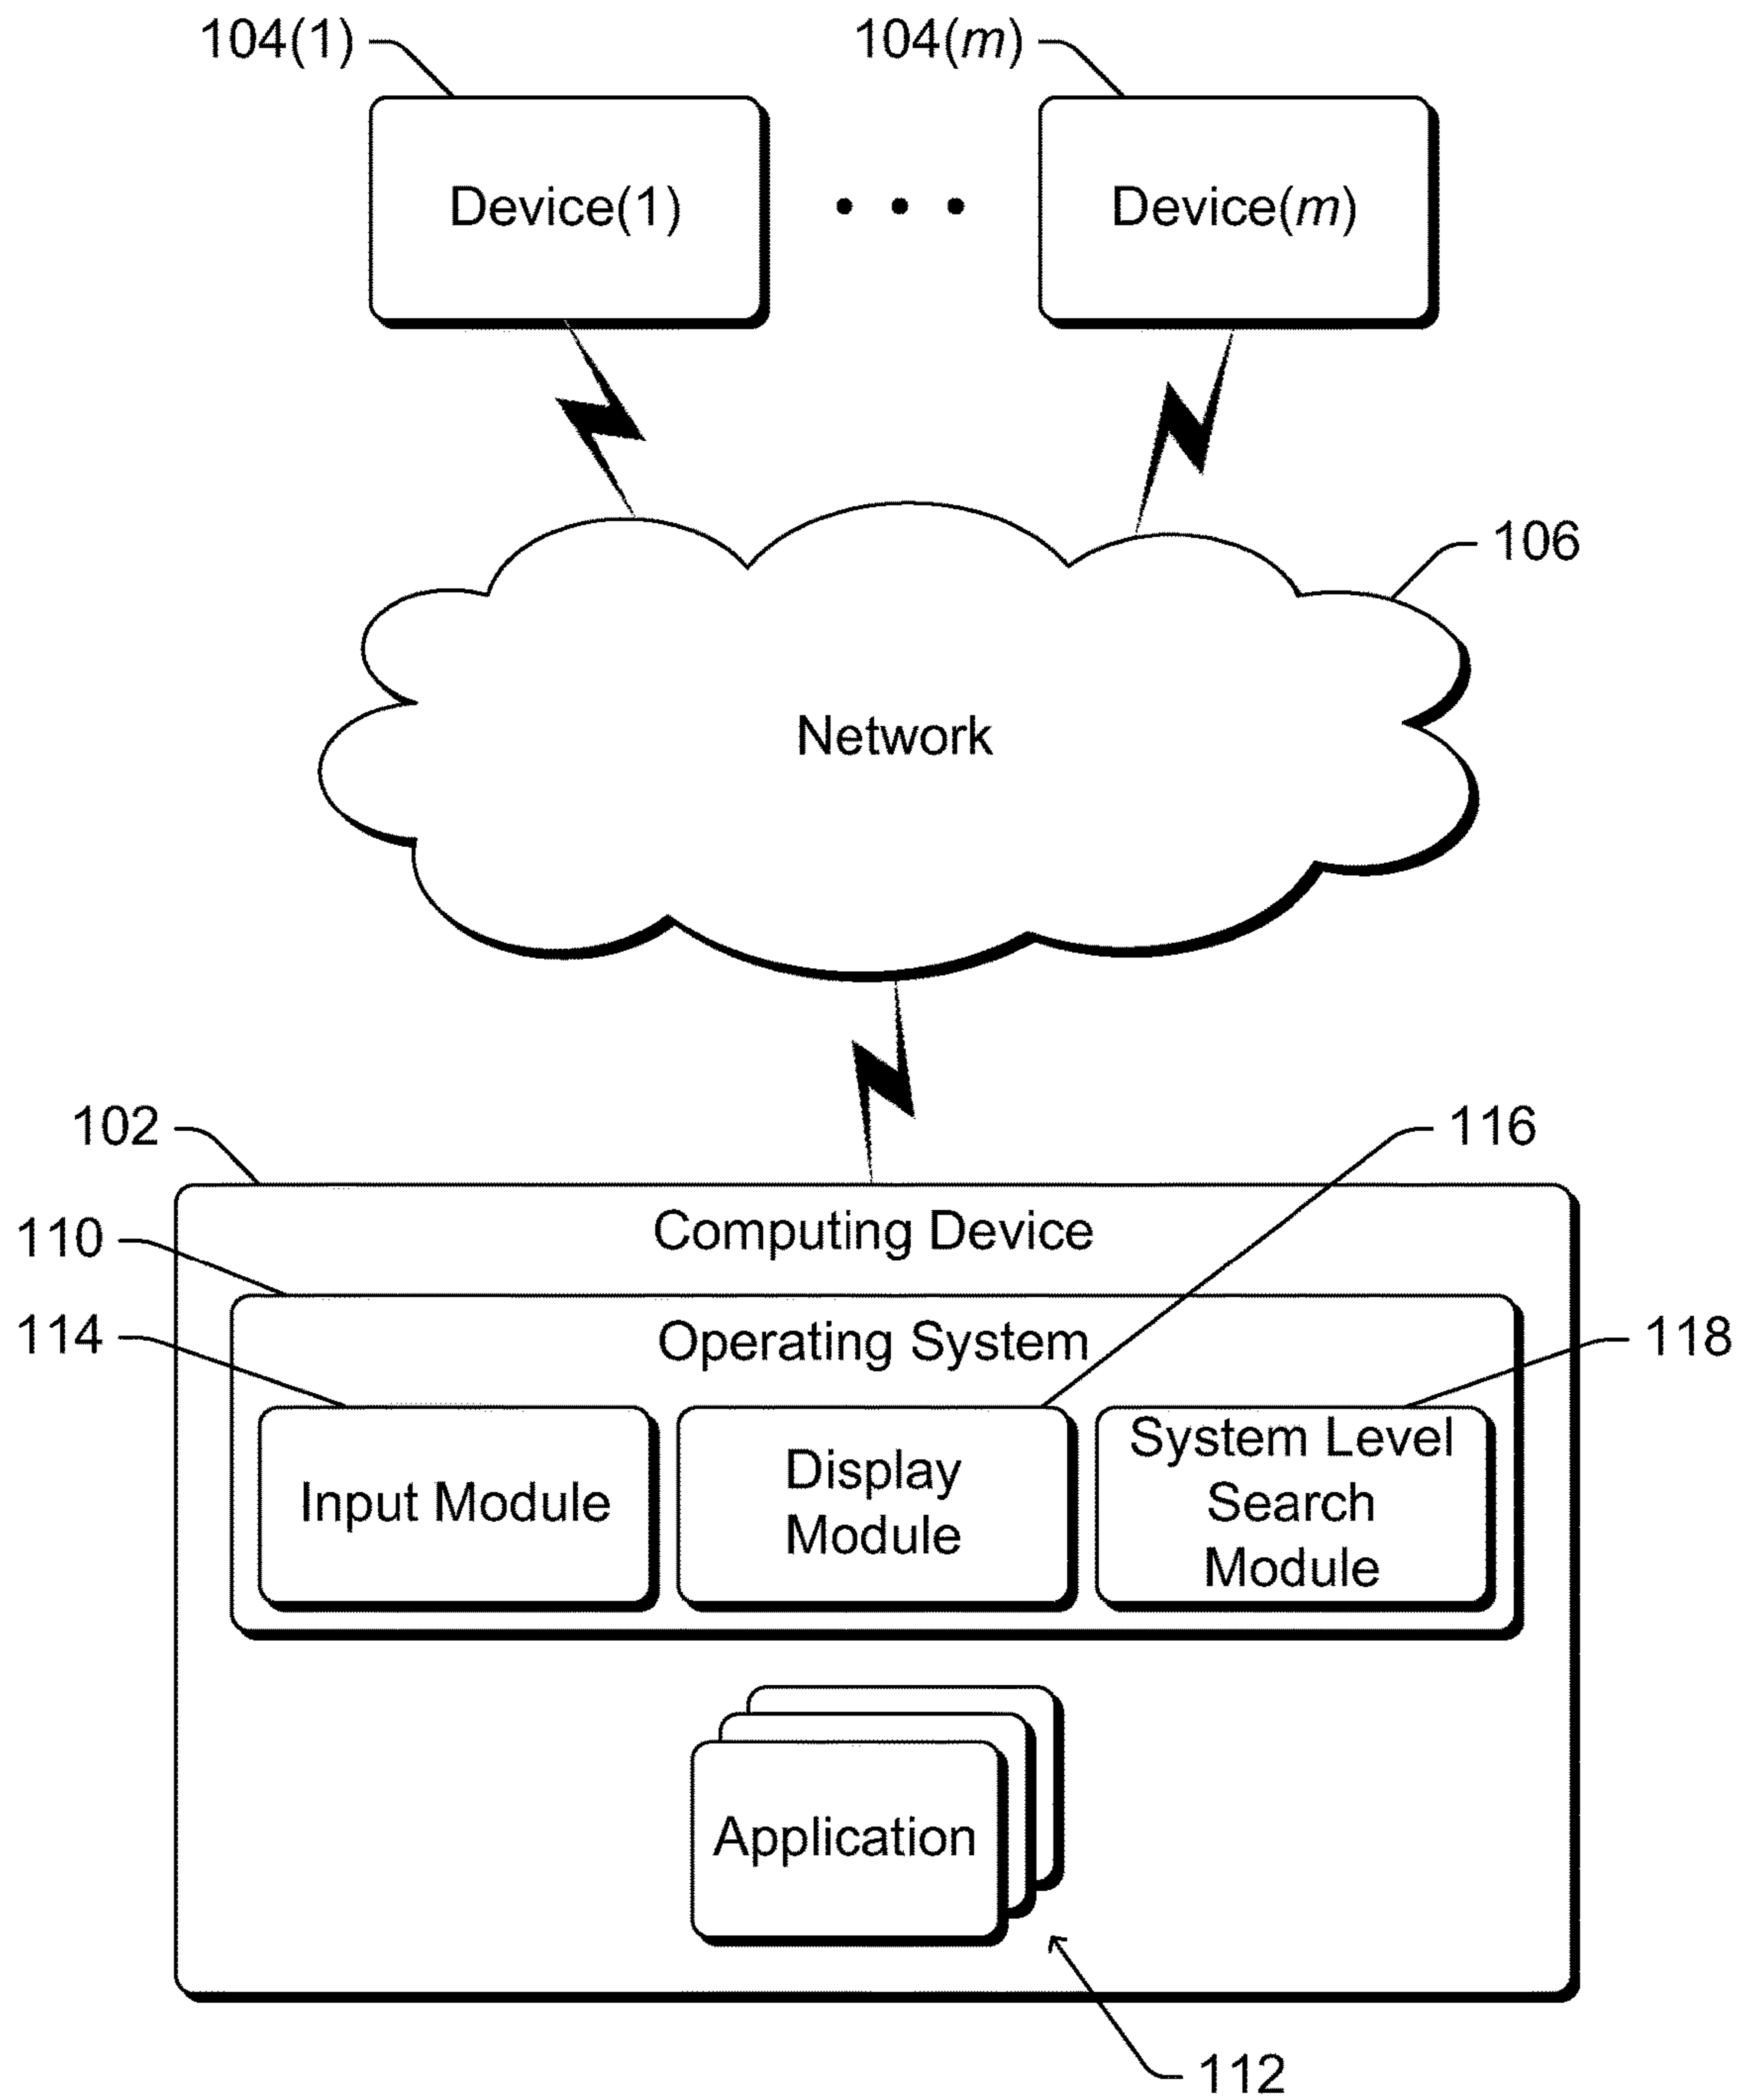 104(1)
104(m)
Device(1)
Device(m)
106
Network
102
116
Computing Device
110
Operating System
114
118
Input Module
Display
Module
System Level
Search
Module
Application
112